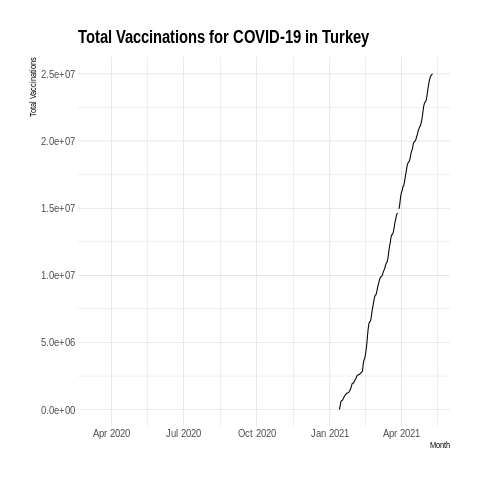 Total Vaccinations for COVID-19 in Turkey
Total Vaccinations
2.5e+07
2.0e+07
1.5e+07
1.0e+07
5.0e+06
0.0e+00
Apr 2020 Jul 2020 Oct 2020 Jan 2021 Apr 2021
Month